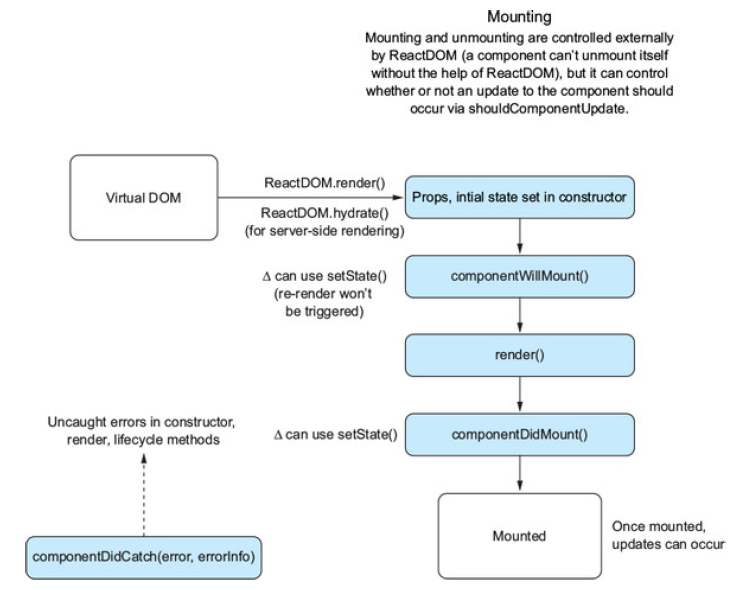 Mounting
Mounting and unmounting are controlled externally
by ReactDOM (a component can't unmount itself
without the help of ReactDOM), but it can control
whether or not an update to the component should
occur via shouldComponentUpdate.
Virtual DOM
ReactDOM.render()
ReactDOM.hydrate()
(for server-side rendering)
Props, intial state set in constructor
Δ can use setState()
(re-render won't
be triggered)
componentWillMount()
render()
Uncaught errors in constructor,
render, lifecycle methods
Δ can use setState()
componentDidMount()
componentDidCatch(error, errorInfo)
Mounted
Once mounted,
updates can occur